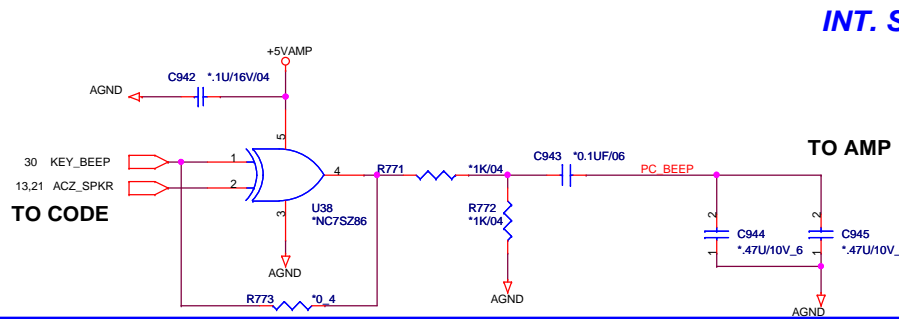 INT. S
+5VAMP
C942 *.1U/16V/04
AGND
5
30 KEY_BEEP 1
4
R771 *1K/04
C943 *0.1UF/06
PC_BEEP
TO AMP
13,21 ACZ_SPKR 2
TO CODE
3
U38
*NC7SZ86
R772
*1K/04
2
2
C944
*.47U/10V_6
C945
*.47U/10V_
1
1
AGND
R773 *0_4
AGND
AGND